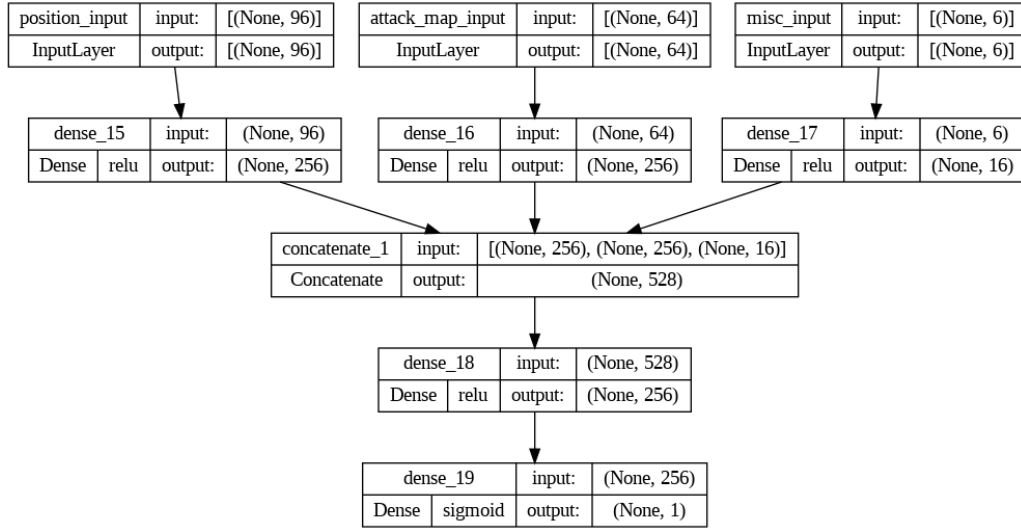 position_input input: [(None, 96)]
InputLayer output: [(None, 96)]
attack_map_input input: [(None, 64)]
InputLayer output: [(None, 64)]
misc_input input: [(None, 6)]
InputLayer output: [(None, 6)]
dense_15 input: (None, 96)
Dense relu output: (None, 256)
dense_16 input: (None, 64)
Dense relu output: (None, 256)
dense_17 input: (None, 6)
Dense relu output: (None, 16)
concatenate_1 input: [(None, 256), (None, 256), (None, 16)]
Concatenate output: (None, 528)
dense_18 input: (None, 528)
Dense relu output: (None, 256)
dense_19 input: (None, 256)
Dense sigmoid output: (None, 1)